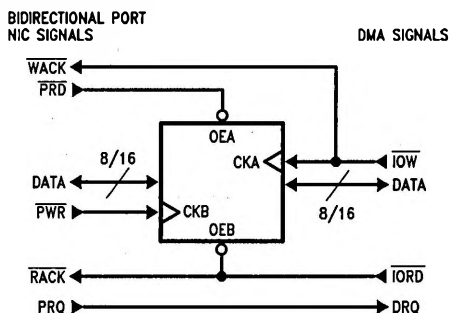 BIDIRECTIONAL PORT
NIC SIGNALS
DMA SIGNALS
WACK
PRD
OEA
8/16
CKA
IOW
DATA
DATA
8/16
PWR
CKB
OEB
RACK
IORD
PRQ
DRQ